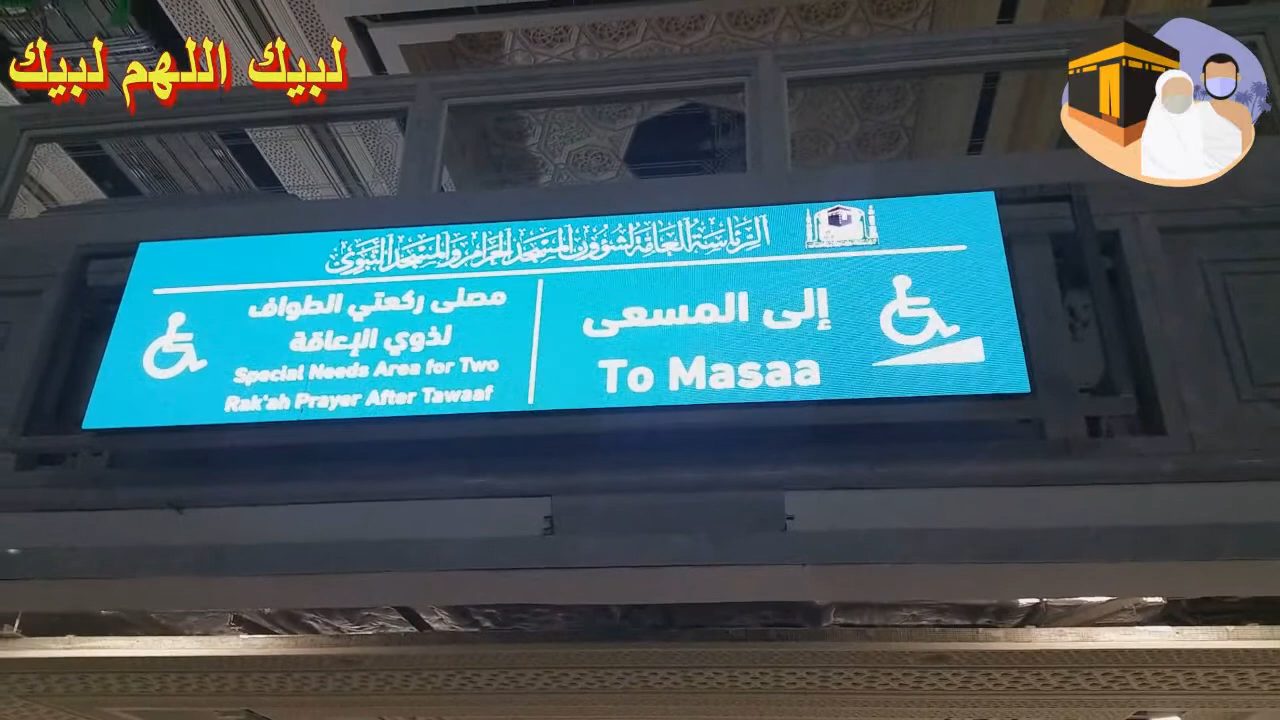 لبيك اللهم لبيك
الرئاسة العامة لشؤون المسجد الحرام والمسجد النبوي
إلى المسعى
To Masaa
مصلى ركعتي الطواف
لذوي الإعاقة
Special Needs Area for Two
Rak'ah Prayer After Tawaaf